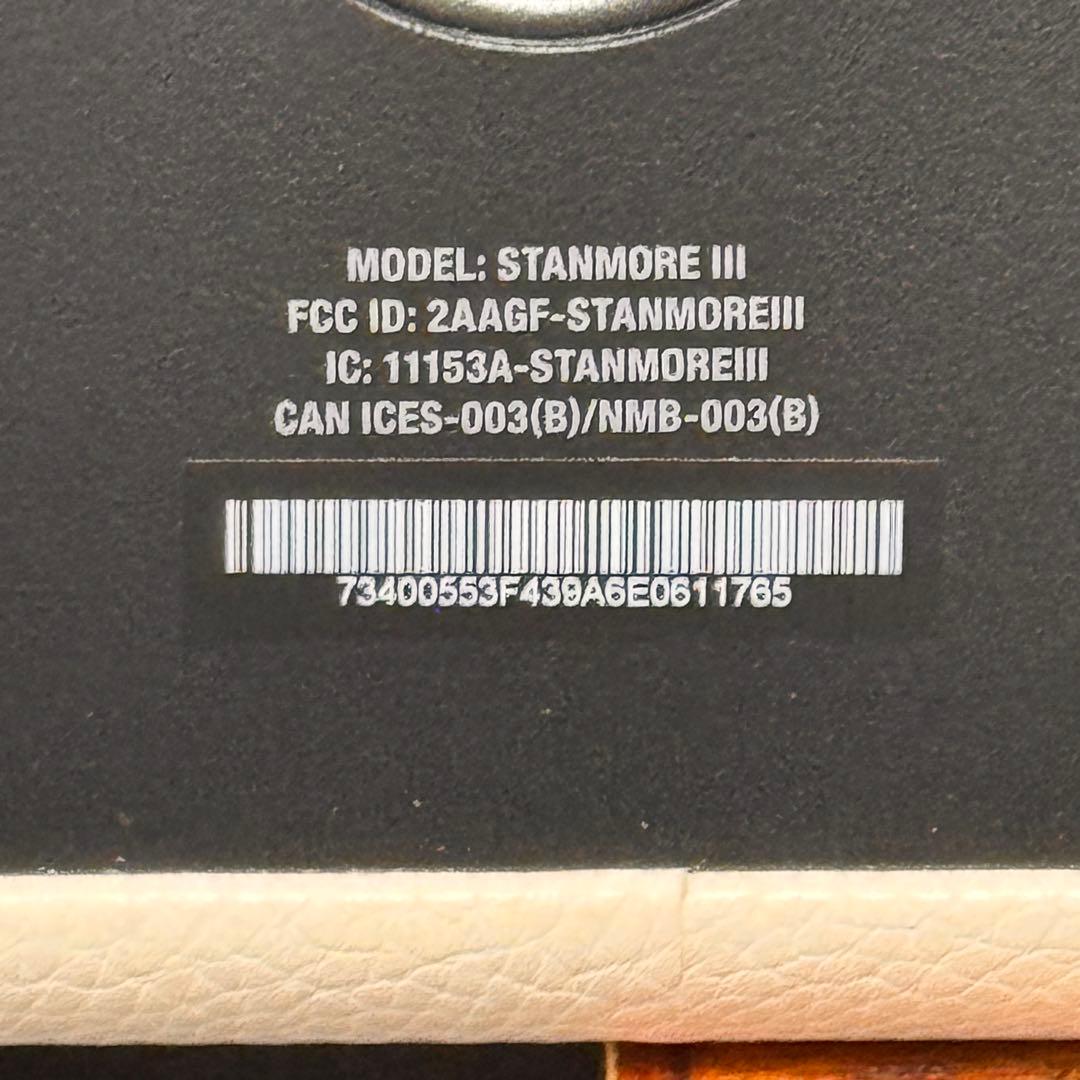 MODEL: STANMORE III
FCC ID: 2AAGF-STANMOREIII
IC: 11153A-STANMOREIII
CAN ICES-003(B)/NMB-003(B)
73400553F439A6E0611765